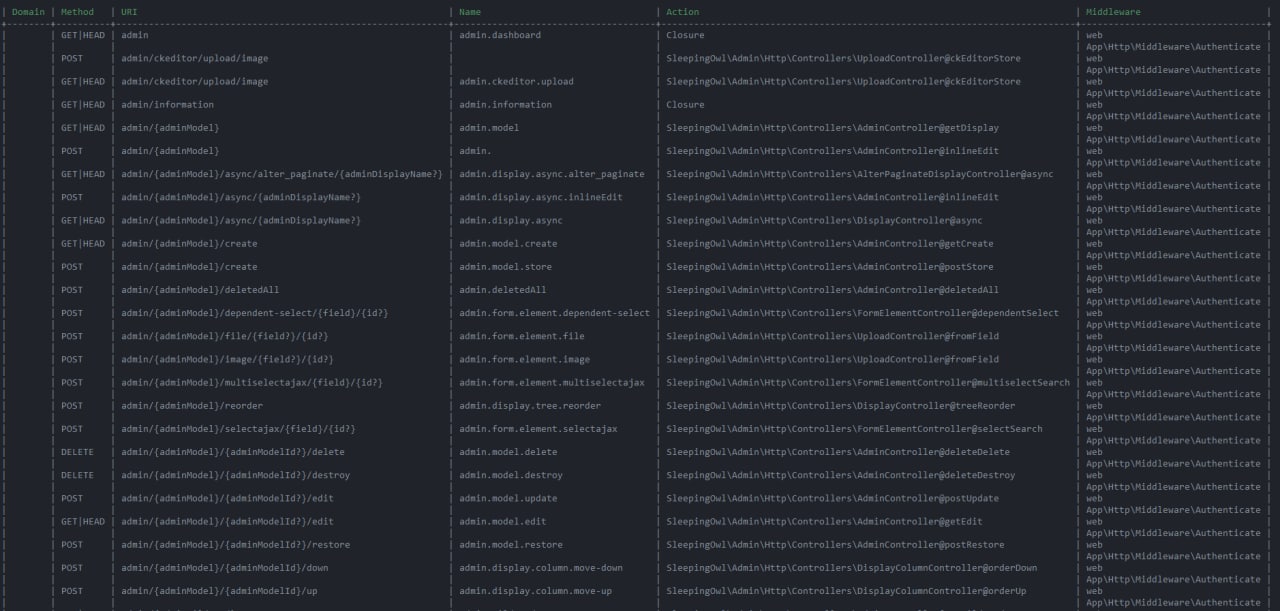 | Domain | Method | URI | Name | Action | Middleware |
| | GET|HEAD | admin | admin.dashboard | Closure | web
| | | | | | App\Http\Middleware\Authenticate |
| | POST | admin/ckeditor/upload/image | | SleepingOwl\Admin\Http\Controllers\UploadController@ckEditorStore | web
| | | | | | App\Http\Middleware\Authenticate |
| | GET|HEAD | admin/ckeditor/upload/image | admin.ckeditor.upload | SleepingOwl\Admin\Http\Controllers\UploadController@ckEditorStore | web
| | | | | | App\Http\Middleware\Authenticate |
| | GET|HEAD | admin/information | admin.information | Closure | web
| | | | | | App\Http\Middleware\Authenticate |
| | GET|HEAD | admin/{adminModel} | admin.model | SleepingOwl\Admin\Http\Controllers\AdminController@getDisplay | web
| | | | | | App\Http\Middleware\Authenticate |
| | POST | admin/{adminModel} | admin. | SleepingOwl\Admin\Http\Controllers\AdminController@inlineEdit | web
| | | | | | App\Http\Middleware\Authenticate |
| | GET|HEAD | admin/{adminModel}/async/alter_paginate/{adminDisplayName?} | admin.display.async.alter_paginate | SleepingOwl\Admin\Http\Controllers\AlterPaginateDisplayController@async | web
| | | | | | App\Http\Middleware\Authenticate |
| | POST | admin/{adminModel}/async/{adminDisplayName?} | admin.display.async.inlineEdit | SleepingOwl\Admin\Http\Controllers\AdminController@inlineEdit | web
| | | | | | App\Http\Middleware\Authenticate |
| | GET|HEAD | admin/{adminModel}/async/{adminDisplayName?} | admin.display.async | SleepingOwl\Admin\Http\Controllers\DisplayController@async | web
| | | | | | App\Http\Middleware\Authenticate |
| | GET|HEAD | admin/{adminModel}/create | admin.model.create | SleepingOwl\Admin\Http\Controllers\AdminController@getCreate | web
| | | | | | App\Http\Middleware\Authenticate |
| | POST | admin/{adminModel}/create | admin.model.store | SleepingOwl\Admin\Http\Controllers\AdminController@postStore | web
| | | | | | App\Http\Middleware\Authenticate |
| | POST | admin/{adminModel}/deletedAll | admin.deletedAll | SleepingOwl\Admin\Http\Controllers\AdminController@deletedAll | web
| | | | | | App\Http\Middleware\Authenticate |
| | POST | admin/{adminModel}/dependent-select/{field}/{id?} | admin.form.element.dependent-select | SleepingOwl\Admin\Http\Controllers\FormElementController@dependentSelect | web
| | | | | | App\Http\Middleware\Authenticate |
| | POST | admin/{adminModel}/file/{field?}/{id?} | admin.form.element.file | SleepingOwl\Admin\Http\Controllers\UploadController@fromField | web
| | | | | | App\Http\Middleware\Authenticate |
| | POST | admin/{adminModel}/image/{field?}/{id?} | admin.form.element.image | SleepingOwl\Admin\Http\Controllers\UploadController@fromField | web
| | | | | | App\Http\Middleware\Authenticate |
| | POST | admin/{adminModel}/multiselectajax/{field}/{id?} | admin.form.element.multiselectajax | SleepingOwl\Admin\Http\Controllers\FormElementController@multiselectSearch | web
| | | | | | App\Http\Middleware\Authenticate |
| | POST | admin/{adminModel}/reorder | admin.display.tree.reorder | SleepingOwl\Admin\Http\Controllers\DisplayController@treeReorder | web
| | | | | | App\Http\Middleware\Authenticate |
| | POST | admin/{adminModel}/selectajax/{field}/{id?} | admin.form.element.selectajax | SleepingOwl\Admin\Http\Controllers\FormElementController@selectSearch | web
| | | | | | App\Http\Middleware\Authenticate |
| | DELETE | admin/{adminModel}/{adminModelId?}/delete | admin.model.delete | SleepingOwl\Admin\Http\Controllers\AdminController@deleteDelete | web
| | | | | | App\Http\Middleware\Authenticate |
| | DELETE | admin/{adminModel}/{adminModelId?}/destroy | admin.model.destroy | SleepingOwl\Admin\Http\Controllers\AdminController@deleteDestroy | web
| | | | | | App\Http\Middleware\Authenticate |
| | POST | admin/{adminModel}/{adminModelId?}/edit | admin.model.update | SleepingOwl\Admin\Http\Controllers\AdminController@postUpdate | web
| | | | | | App\Http\Middleware\Authenticate |
| | GET|HEAD | admin/{adminModel}/{adminModelId?}/edit | admin.model.edit | SleepingOwl\Admin\Http\Controllers\AdminController@getEdit | web
| | | | | | App\Http\Middleware\Authenticate |
| | POST | admin/{adminModel}/{adminModelId?}/restore | admin.model.restore | SleepingOwl\Admin\Http\Controllers\AdminController@postRestore | web
| | | | | | App\Http\Middleware\Authenticate |
| | POST | admin/{adminModel}/{adminModelId}/down | admin.display.column.move-down | SleepingOwl\Admin\Http\Controllers\DisplayColumnController@orderDown | web
| | | | | | App\Http\Middleware\Authenticate |
| | POST | admin/{adminModel}/{adminModelId}/up | admin.display.column.move-up | SleepingOwl\Admin\Http\Controllers\DisplayColumnController@orderUp | web
| | | | | | App\Http\Middleware\Authenticate |